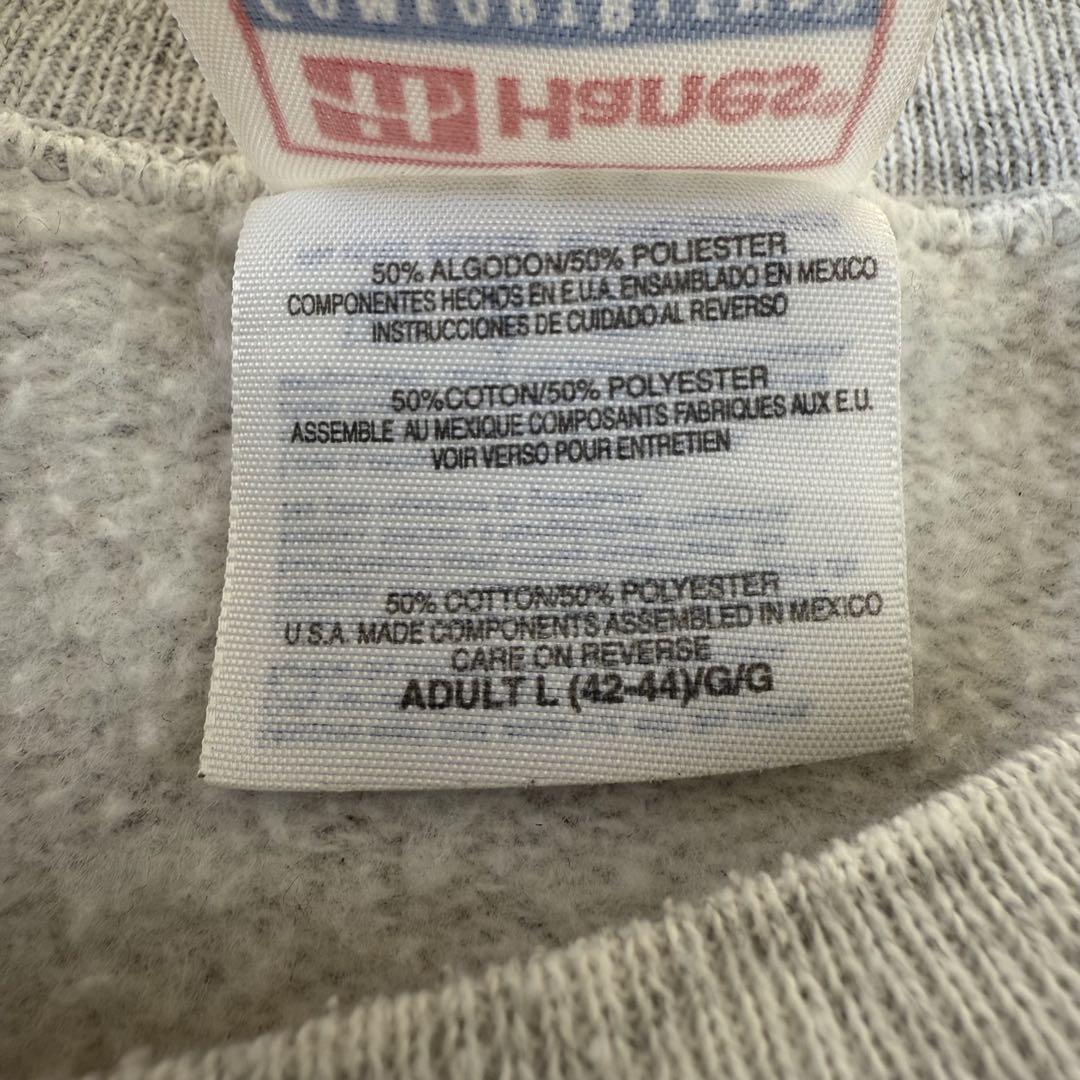 COMFORTBLEND
Hanes®
50% ALGODON/50% POLIESTER
COMPONENTES HECHOS EN E.U.A. ENSAMBLADO EN MEXICO
INSTRUCCIONES DE CUIDADO AL REVERSO
50%COTON/50% POLYESTER
ASSEMBLE AU MEXIQUE COMPOSANTS FABRIQUES AUX E.U.
VOIR VERSO POUR ENTRETIEN
50% COTTON/50% POLYESTER
U.S.A. MADE COMPONENTS ASSEMBLED IN MEXICO
CARE ON REVERSE
ADULT L (42-44)/G/G